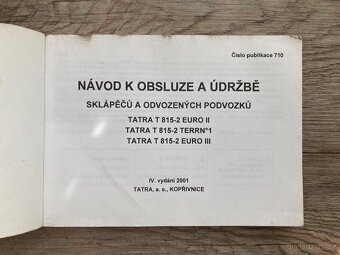 Číslo publikace 710
NÁVOD K OBSLUZE A ÚDRŽBĚ
SKLÁPĚČŮ A ODVOZENÝCH PODVOZKŮ
TATRA T 815-2 EURO II
TATRA T 815-2 TERRN°1
TATRA T 815-2 EURO III
IV. vydání 2001
TATRA, a. s., KOPŘIVNICE